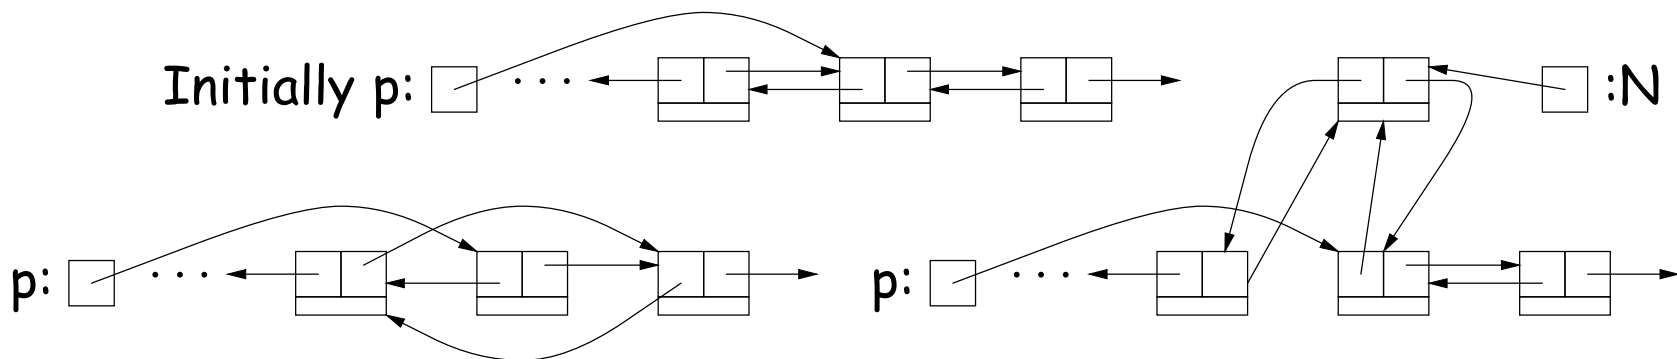 Initially p: . . .
:N
p: . . .
p: . . .